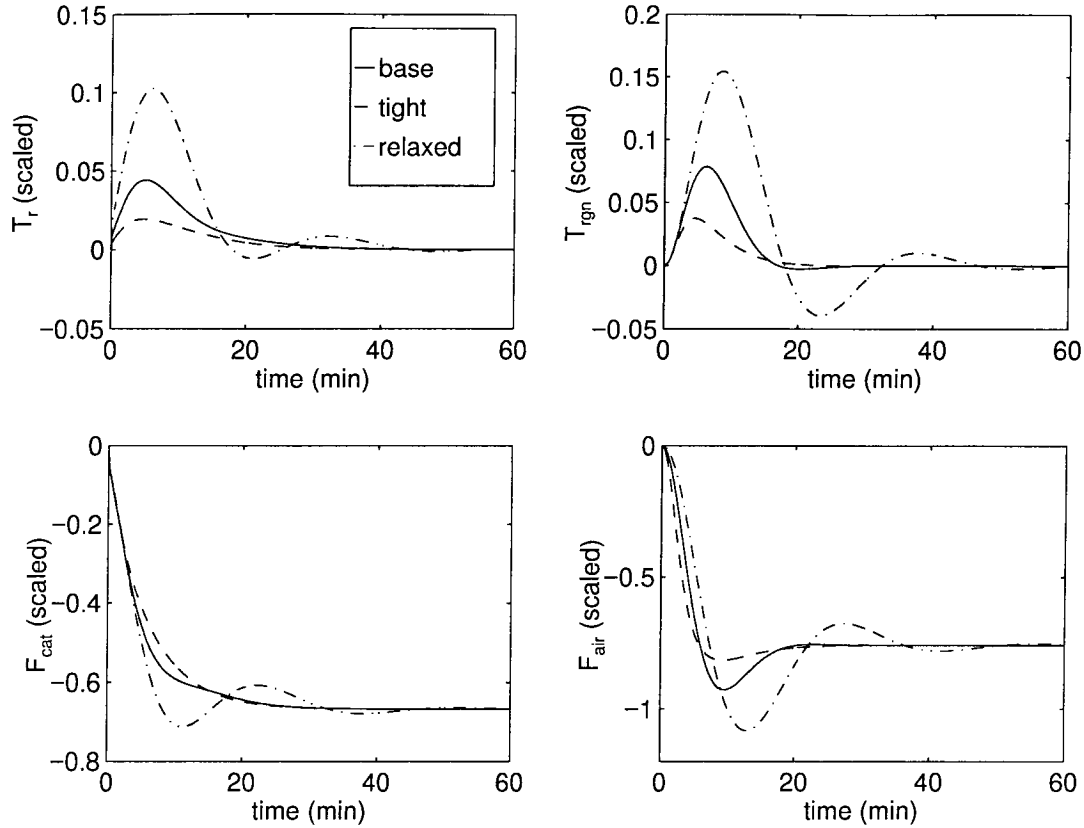 0.15
0.1
0.05
0
−0.05
T_r (scaled)
base
tight
relaxed
0 20 40 60
time (min)
0.2
0.15
0.1
0.05
0
−0.05
T_rgn (scaled)
0 20 40 60
time (min)
0
−0.2
−0.4
−0.6
−0.8
F_cat (scaled)
0 20 40 60
time (min)
0
−0.5
−1
F_air (scaled)
0 20 40 60
time (min)